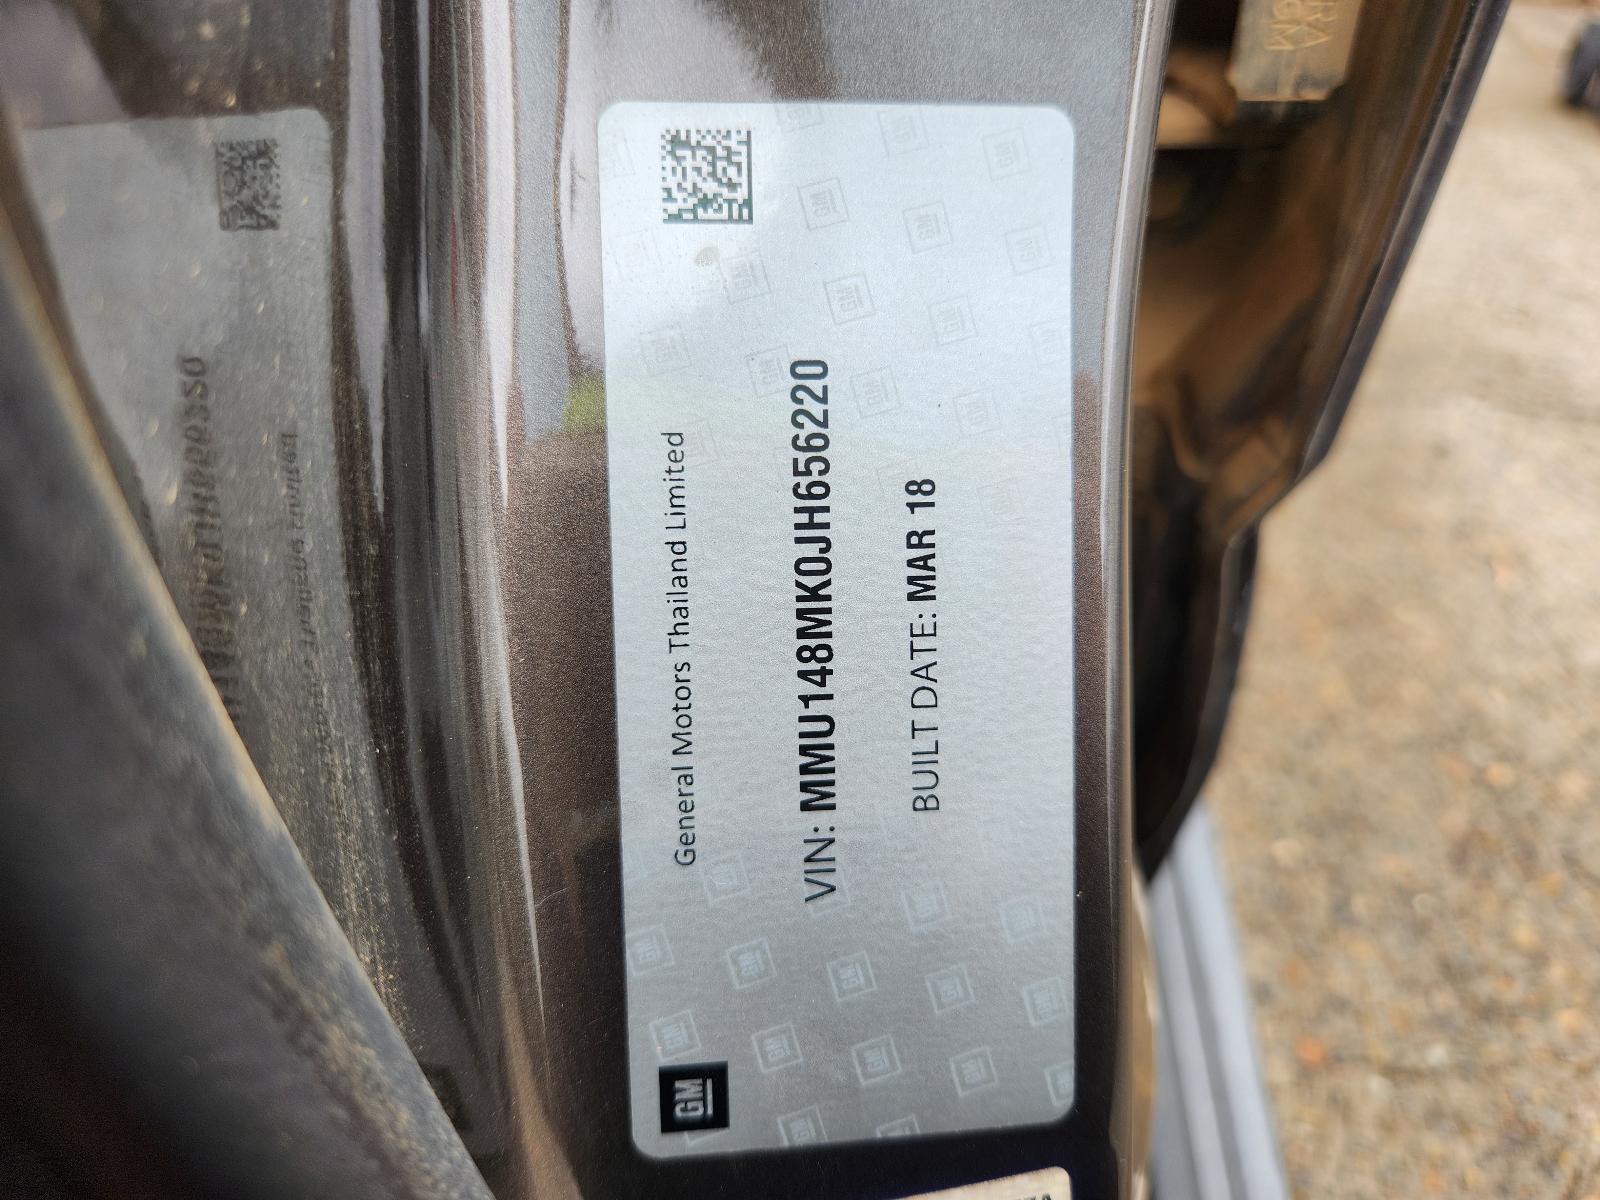 GM
General Motors Thailand Limited
VIN: MMU148MK0JH656220
BUILT DATE: MAR 18